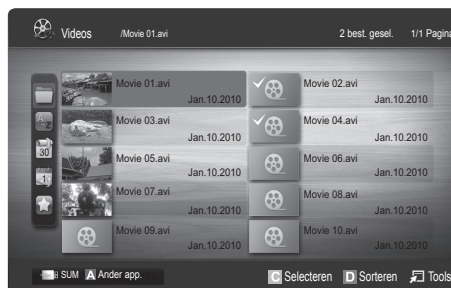 Videos /Movie 01.avi 2 best. gesel. 1/1 Pagina
Movie 01.avi Movie 02.avi
Jan.10.2010 Jan.10.2010
Movie 03.avi Movie 04.avi
Jan.10.2010 Jan.10.2010
Movie 05.avi Movie 06.avi
Jan.10.2010 Jan.10.2010
Movie 07.avi Movie 08.avi
Jan.10.2010 Jan.10.2010
Movie 09.avi Movie 10.avi
Jan.10.2010 Jan.10.2010
SUM A Ander app. C Selecteren D Sorteren Tools